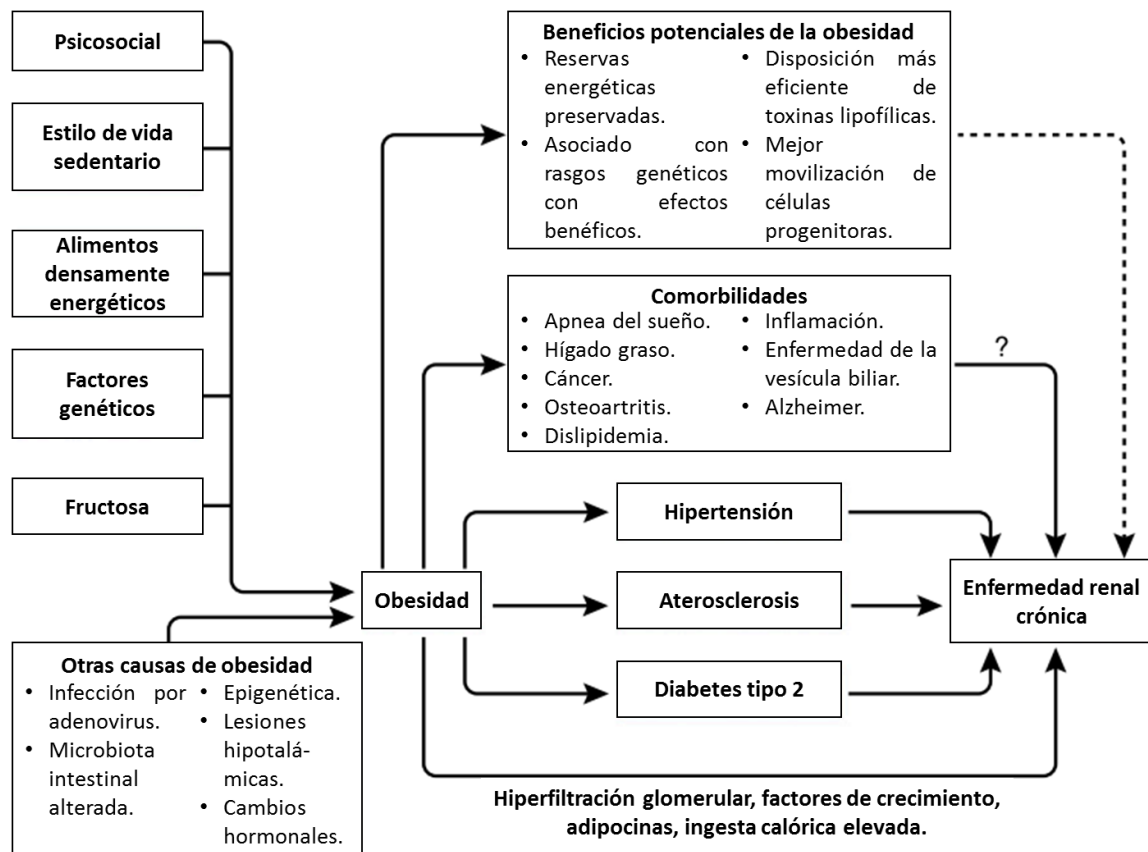 Psicosocial
Estilo de vida
sedentario
Alimentos
densamente
energéticos
Factores
genéticos
Fructosa
Otras causas de obesidad
• Infección por
adenovirus.
• Microbiota
intestinal
alterada.
• Epigenética.
• Lesiones
hipotalá-
micas.
• Cambios
hormonales.
Obesidad
Beneficios potenciales de la obesidad
• Reservas
energéticas
preservadas.
• Asociado con
rasgos genéticos
con efectos
benéficos.
• Disposición más
eficiente de
toxinas lipofílicas.
• Mejor
movilización de
células
progenitoras.
Comorbilidades
• Apnea del sueño.
• Hígado graso.
• Cáncer.
• Osteoartritis.
• Dislipidemia.
• Inflamación.
• Enfermedad de la
vesícula biliar.
• Alzheimer.
?
Hipertensión
Aterosclerosis
Diabetes tipo 2
Enfermedad renal
crónica
Hiperfiltración glomerular, factores de crecimiento,
adipocinas, ingesta calórica elevada.